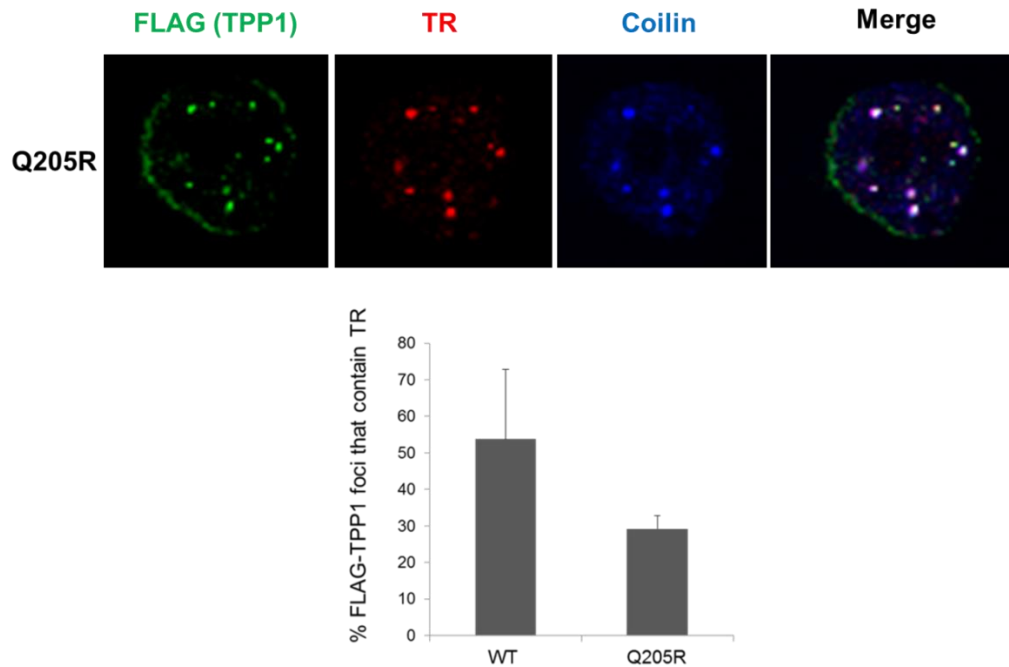 FLAG (TPP1)
TR
Coilin
Merge
Q205R
% FLAG-TPP1 foci that contain TR
80
70
60
50
40
30
20
10
0
WT
Q205R